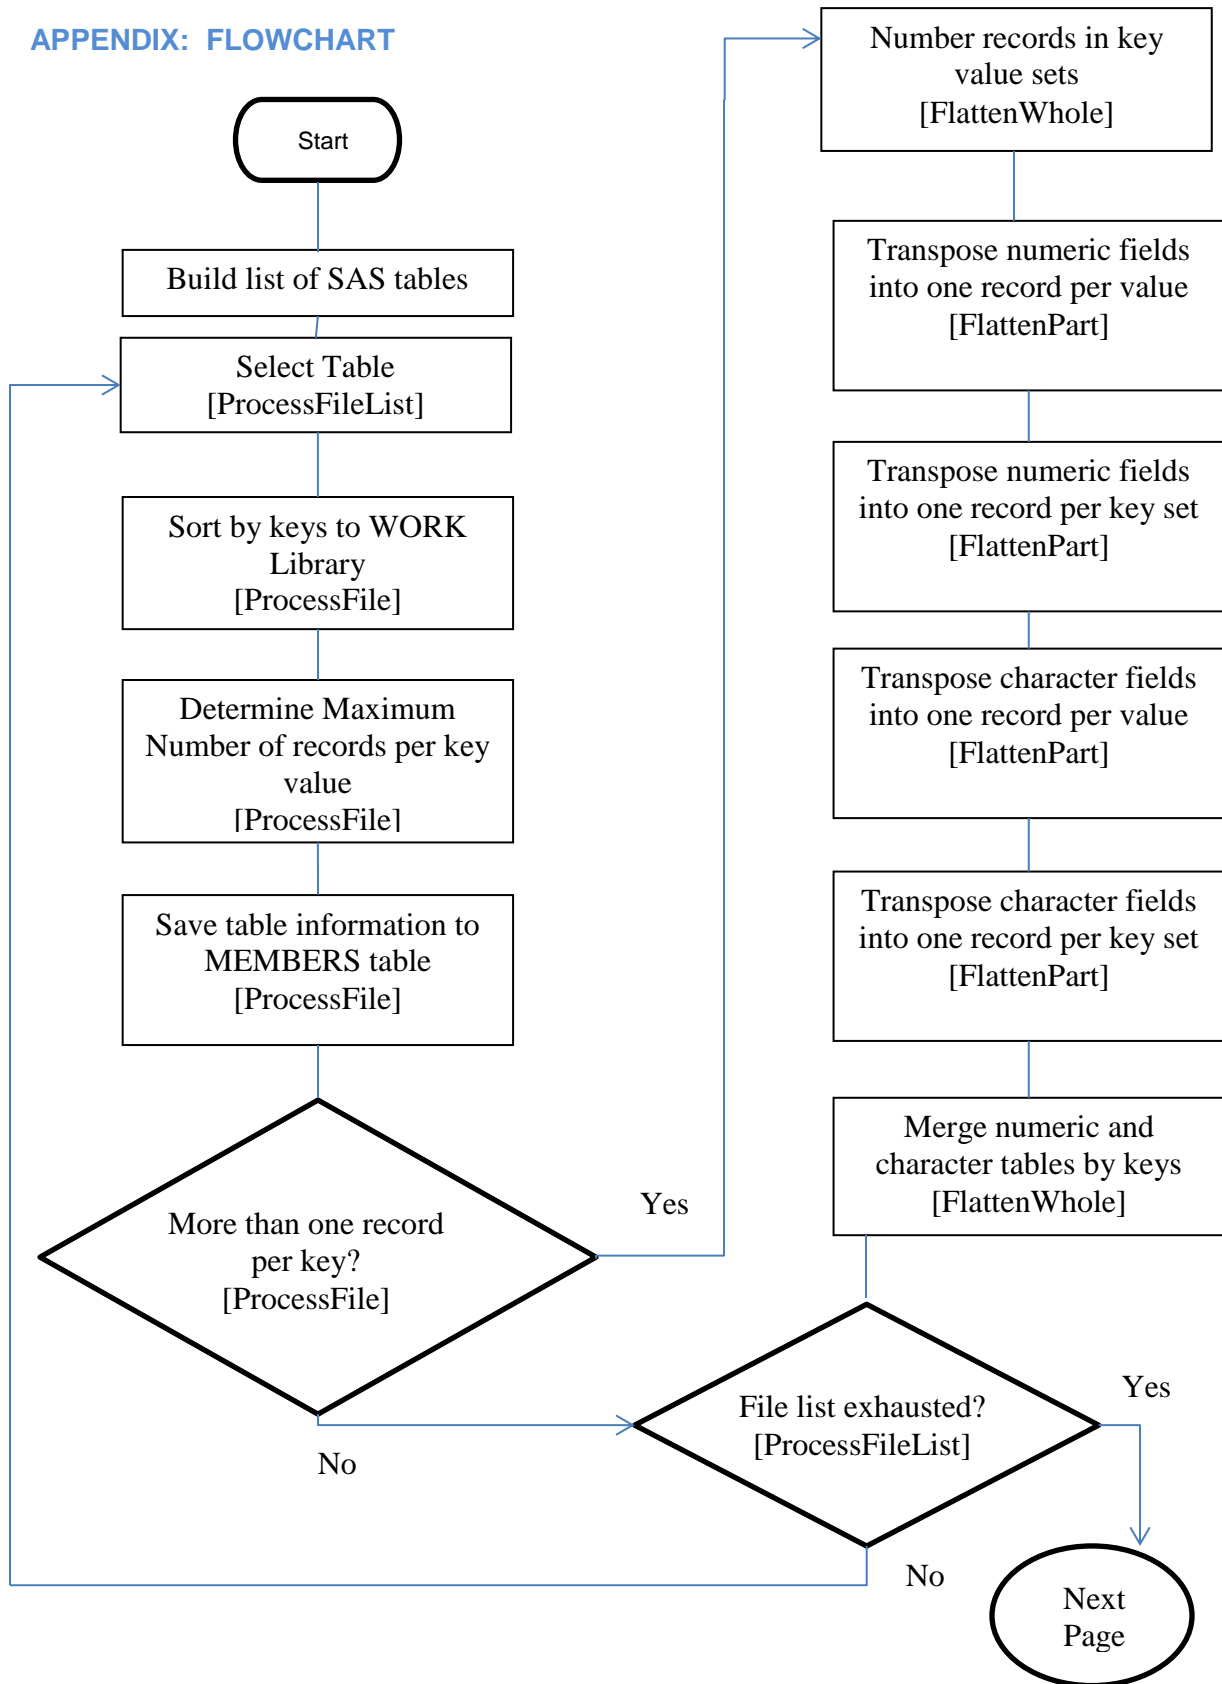 APPENDIX: FLOWCHART
Start
Build list of SAS tables
Select Table
[ProcessFileList]
Sort by keys to WORK
Library
[ProcessFile]
Determine Maximum
Number of records per key
value
[ProcessFile]
Save table information to
MEMBERS table
[ProcessFile]
More than one record
per key?
[ProcessFile]
Yes
No
Number records in key
value sets
[FlattenWhole]
Transpose numeric fields
into one record per value
[FlattenPart]
Transpose numeric fields
into one record per key set
[FlattenPart]
Transpose character fields
into one record per value
[FlattenPart]
Transpose character fields
into one record per key set
[FlattenPart]
Merge numeric and
character tables by keys
[FlattenWhole]
File list exhausted?
[ProcessFileList]
Yes
No
Next
Page